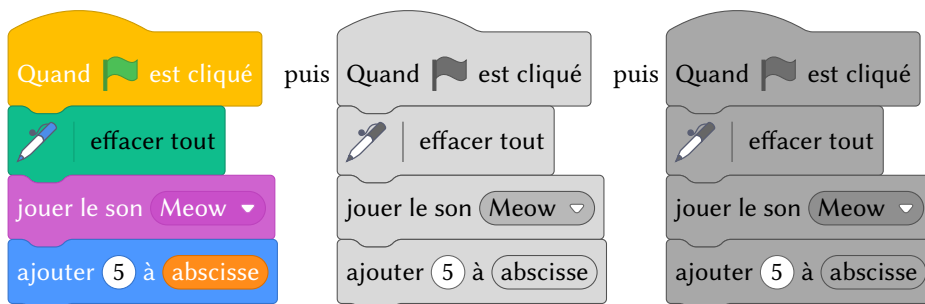 Quand est cliqué puis Quand est cliqué puis Quand est cliqué
effacer tout effacer tout effacer tout
jouer le son Meow jouer le son Meow jouer le son Meow
ajouter 5 à abscisse ajouter 5 à abscisse ajouter 5 à abscisse